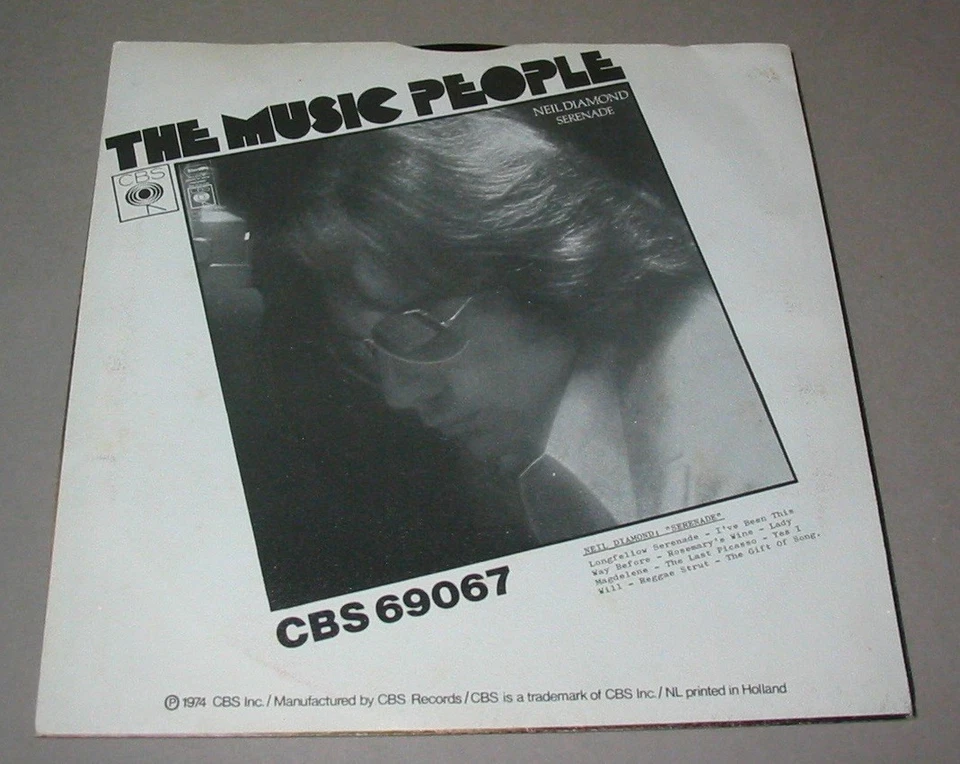 THE MUSIC PEOPLE
CBS
NEIL DIAMOND
SERENADE
NEIL DIAMOND: "SERENADE"
Longfellow Serenade - I've Been This
Way Before - Rosemary's Wine - Lady
Magdelene - The Last Picasso - Yes I
Will - Reggae Strut - The Gift of Song.
CBS 69067
Ⓟ 1974 CBS Inc. / Manufactured by CBS Records / CBS is a trademark of CBS Inc. / NL printed in Holland